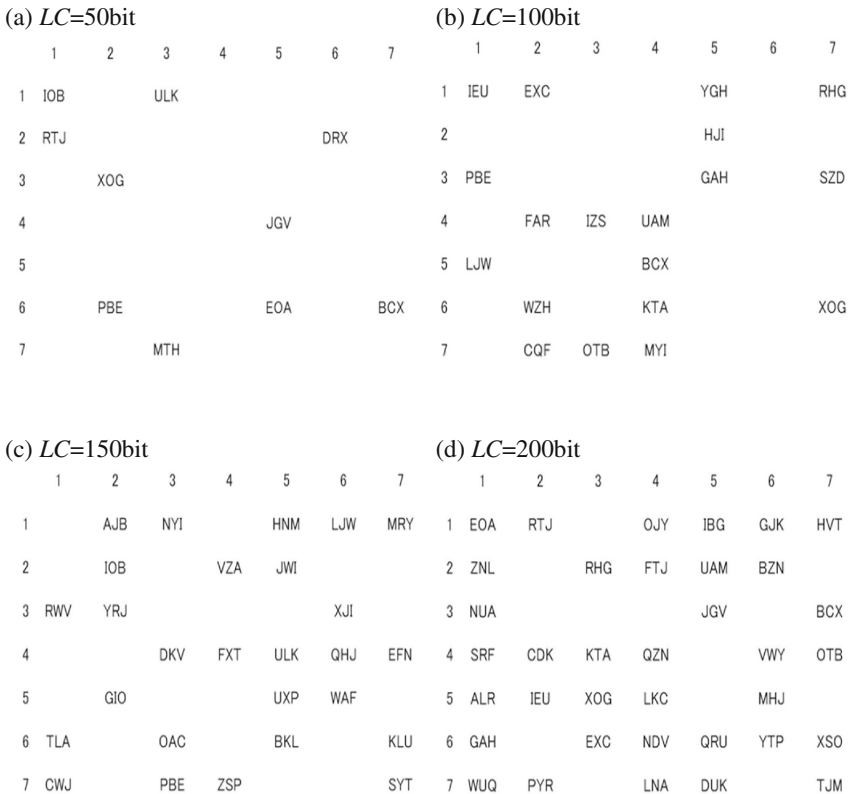 (a) LC=50bit
1 2 3 4 5 6 7
1 IOB ULK
2 RTJ DRX
3 XOG
4 JGV
5
6 PBE EOA BCX
7 MTH
(b) LC=100bit
1 2 3 4 5 6 7
1 IEU EXC YGH RHG
2 HJI
3 PBE GAH SZD
4 FAR IZS UAM
5 LJW BCX
6 WZH KTA XOG
7 CQF OTB MYI
(c) LC=150bit
1 2 3 4 5 6 7
1 AJB NYI HNM LJW MRY
2 IOB VZA JWI
3 RWV YRJ XJI
4 DKV FXT ULK QHJ EFN
5 GIO UXP WAF
6 TLA OAC BKL KLU
7 CWJ PBE ZSP SYT
(d) LC=200bit
1 2 3 4 5 6 7
1 EOA RTJ OJY IBG GJK HVT
2 ZNL RHG FTJ UAM BZN
3 NUA JGV BCX
4 SRF CDK KTA QZN VWY OTB
5 ALR IEU XOG LKC MHJ
6 GAH EXC NDV QRU YTP XSO
7 WUQ PYR LNA DUK TJM